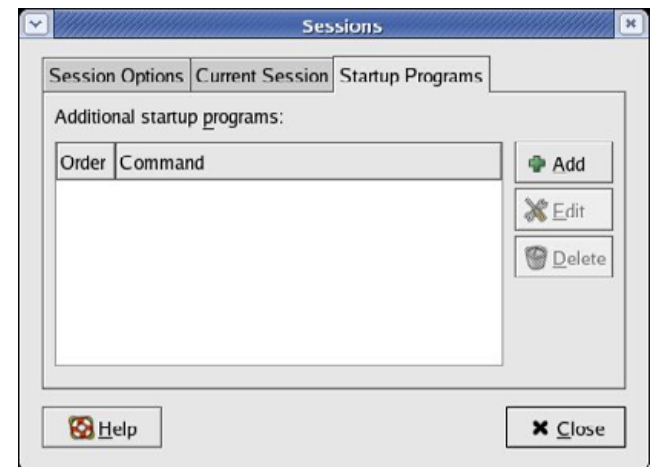 Sessions
Session Options Current Session Startup Programs
Additional startup programs:
Order Command
Add
Edit
Delete
Help
Close